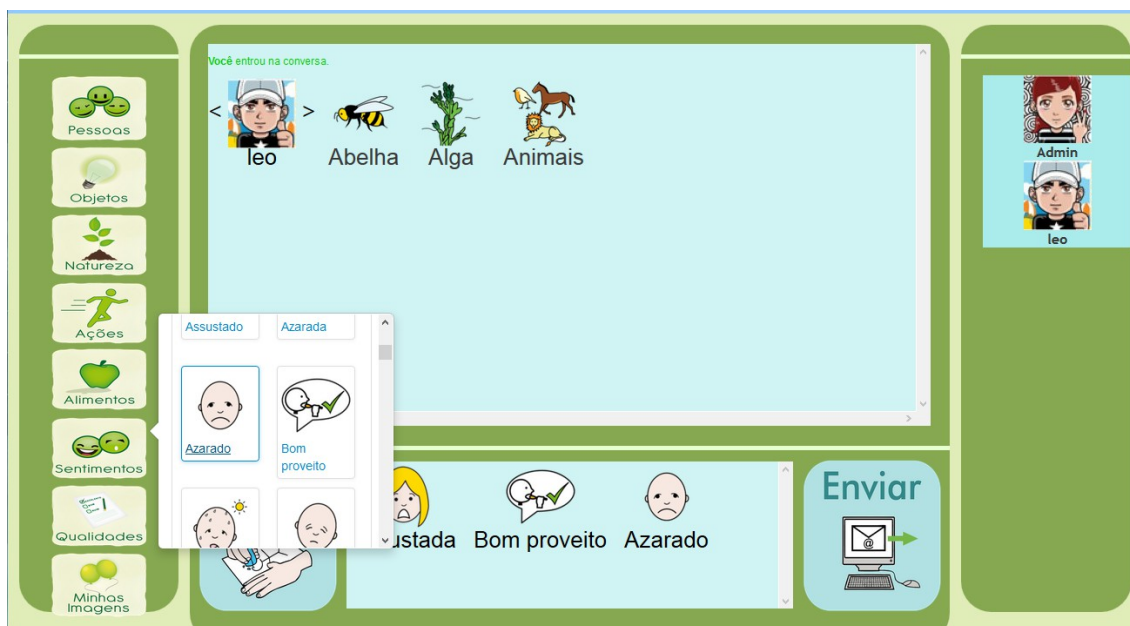 Pessoas
Objetos
Natureza
Ações
Alimentos
Sentimentos
Qualidades
Minhas
Imagens
Você entrou na conversa.
< >
leo Abelha Alga Animais
Assustado Azarada
Azarado Bom
proveito
ustada Bom proveito Azarado
Enviar
@
Admin
leo